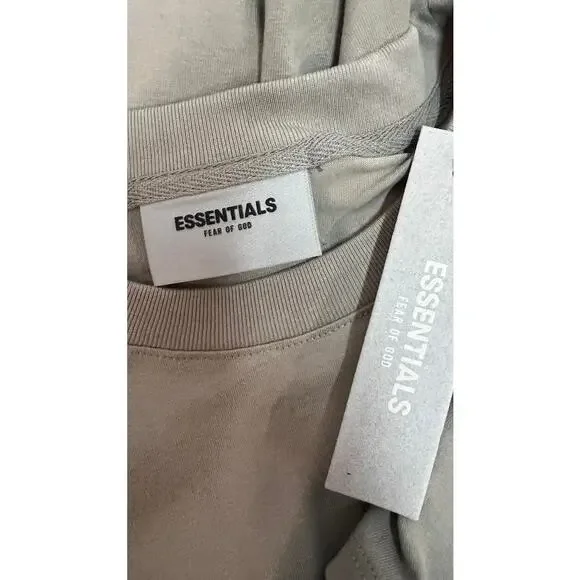 ESSENTIALS
FEAR OF GOD
ESSENTIALS
FEAR OF GOD